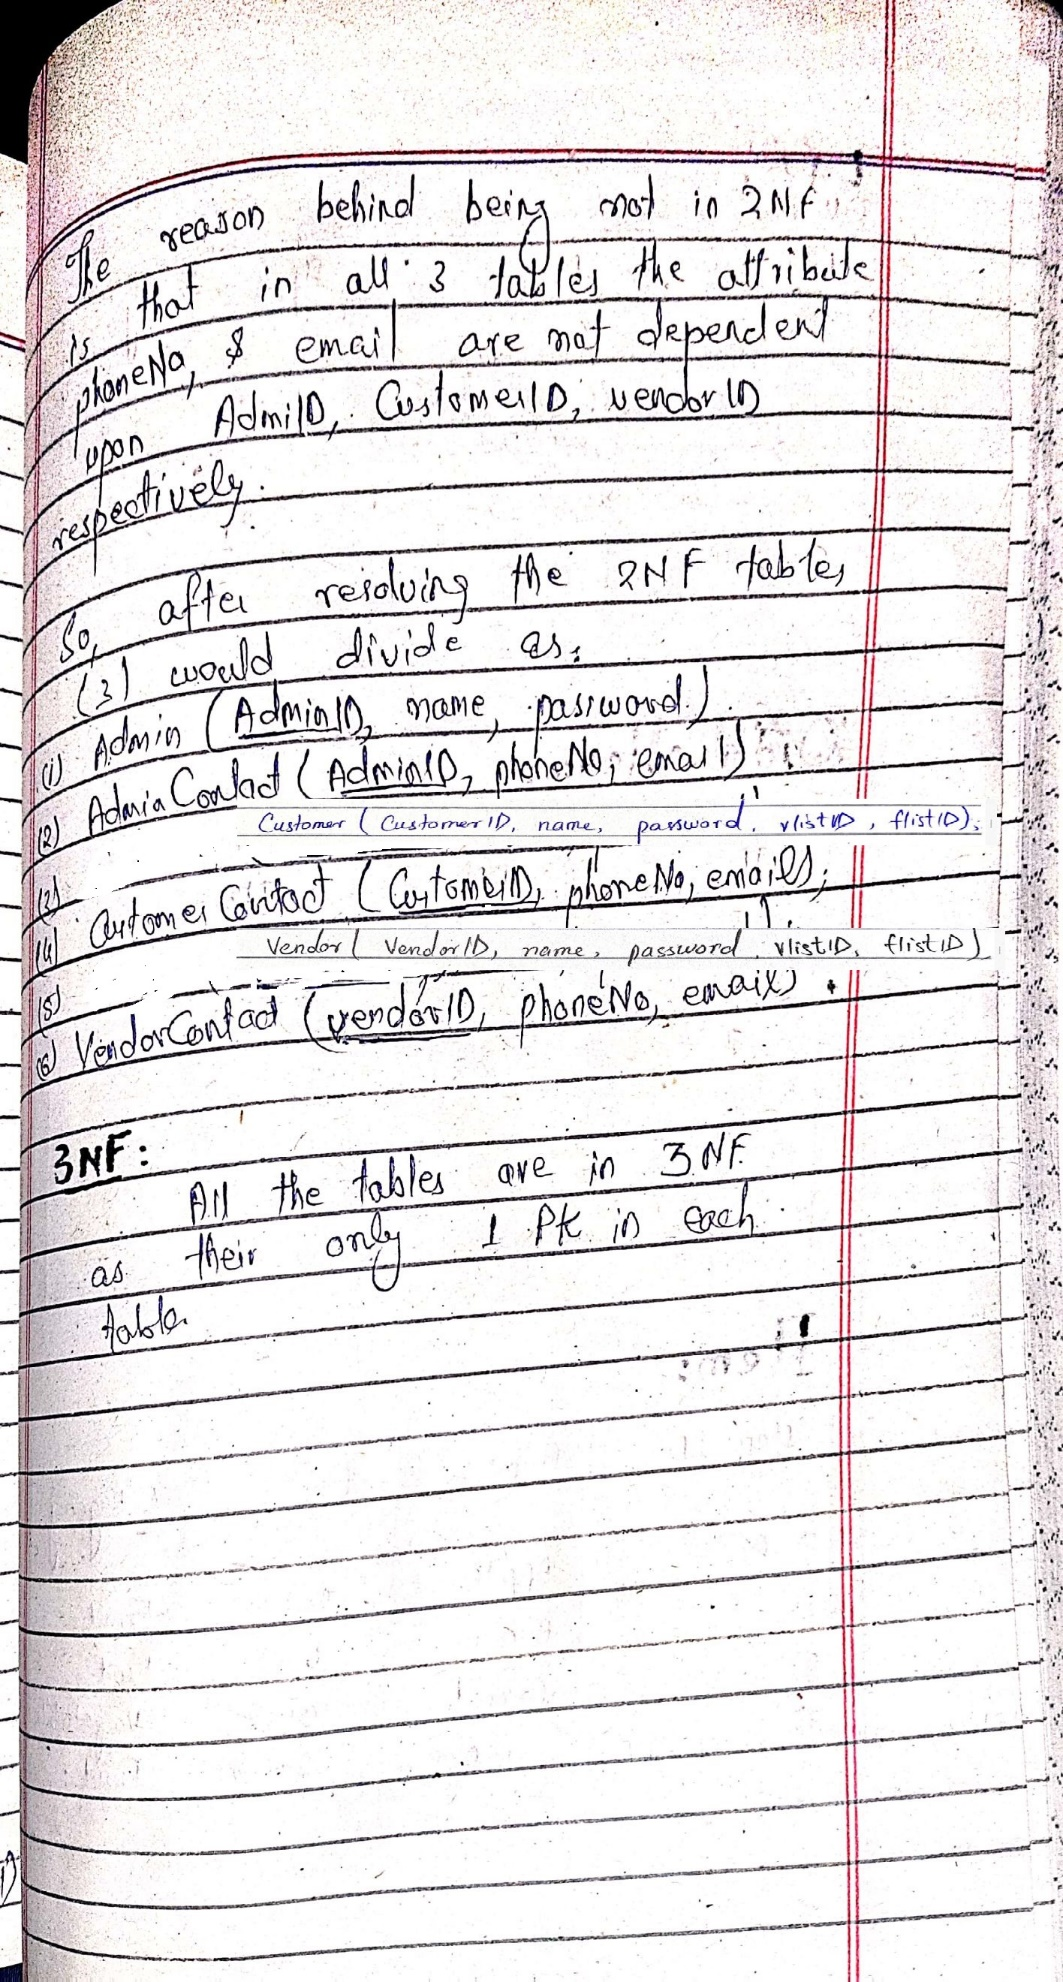 The reason behind being not in 2NF
is that in all 3 tables the attribute
phoneNo, & email are not dependent
upon AdmiID, CustomerID, vendorID
respectively.
So, after resolving the 2NF tables
(3) would divide as:
(1) Admin (AdminID, name, password)
(2) AdminContact (AdminID, phoneNo, email)
Customer ( CustomerID, name, password, vlistID, flistID);
(3)
(4) Customer Contact (CustomerID, phoneNo, email);
Vendor ( VendorID, name, password, vlistID, flistID)
(5)
(6) VendorContact (vendorID, phoneNo, email).
3NF:
All the tables are in 3NF.
as their only 1 PK in each
table.